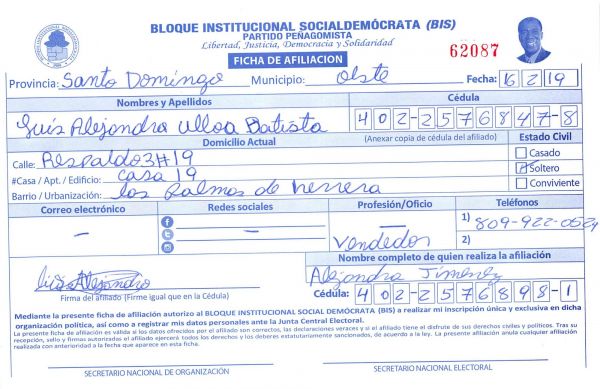 BLOQUE INSTITUCIONAL SOCIALDEMÓCRATA (BIS)
PARTIDO PEÑAGOMISTA
Libertad, Justicia, Democracia y Solidaridad
FICHA DE AFILIACION
62087
Provincia: Santo Domingo Municipio: Oeste Fecha: 16/2/19
Nombres y Apellidos Cédula
Luis Alejandro Ulloa Batista 402-2576847-8
Domicilio Actual (Anexar copia de cédula del afiliado) Estado Civil
Calle: Respaldo 3#19 Casado
#Casa / Apt. / Edificio: casa 19 Soltero
Barrio / Urbanización: los palmos de herrera Conviviente
Correo electrónico Redes sociales Profesión/Oficio Teléfonos
— — Vendedor 1) 809-922-0524
2)
Nombre completo de quien realiza la afiliación
Luis Alejandro Alejandra Jimenez
Firma del afiliado (Firme igual que en la Cédula) Cédula: 402-2576898-1
Mediante la presente ficha de afiliación autorizo al BLOQUE INSTITUCIONAL SOCIAL DEMÓCRATA (BIS) a realizar mi inscripción única y exclusiva en dicha
organización política, así como a registrar mis datos personales ante la Junta Central Electoral.
La presente ficha de afiliación es válida si los datos ofrecidos por el afiliado son correctos, las declaraciones veraces y si el afiliado tiene el disfrute de sus derechos civiles y políticos. Tras su
recepción, sello y firmas autorizadas el afiliado ejercerá todos los derechos y los deberes estatutariamente sancionados, de acuerdo a la ley. La presente afiliación anula cualquier afiliación
realizada con anterioridad a la fecha que aparece en esta ficha.
SECRETARIO NACIONAL DE ORGANIZACIÓN SECRETARIO NACIONAL ELECTORAL